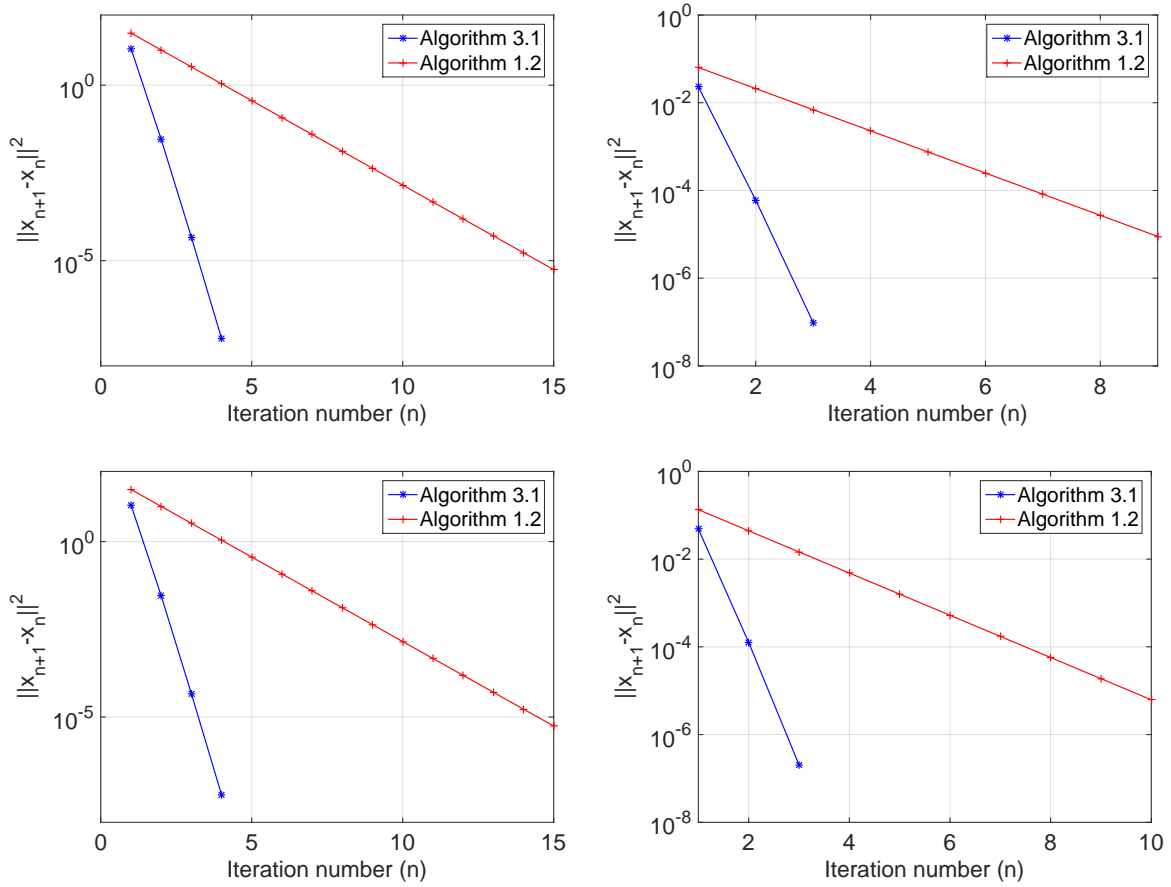 Algorithm 3.1
Algorithm 1.2
10^0
10^-5
||x_{n+1}-x_n||^2
0 5 10 15
Iteration number (n)
Algorithm 3.1
Algorithm 1.2
10^0
10^-2
10^-4
10^-6
10^-8
||x_{n+1}-x_n||^2
2 4 6 8
Iteration number (n)
Algorithm 3.1
Algorithm 1.2
10^0
10^-5
||x_{n+1}-x_n||^2
0 5 10 15
Iteration number (n)
Algorithm 3.1
Algorithm 1.2
10^0
10^-2
10^-4
10^-6
10^-8
||x_{n+1}-x_n||^2
2 4 6 8 10
Iteration number (n)